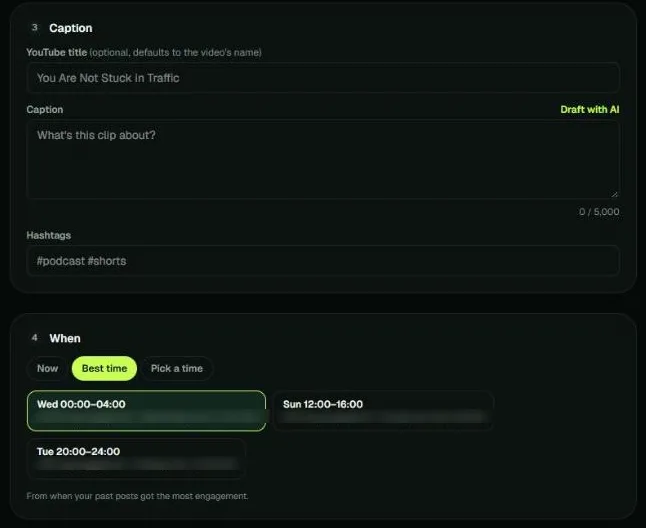 3 Caption
YouTube title (optional, defaults to the video's name)
You Are Not Stuck in Traffic
Caption Draft with AI
What's this clip about?
0 / 5,000
Hashtags
#podcast #shorts
4 When
Now Best time Pick a time
Wed 00:00–04:00 Sun 12:00–16:00
Tue 20:00–24:00
From when your past posts got the most engagement.